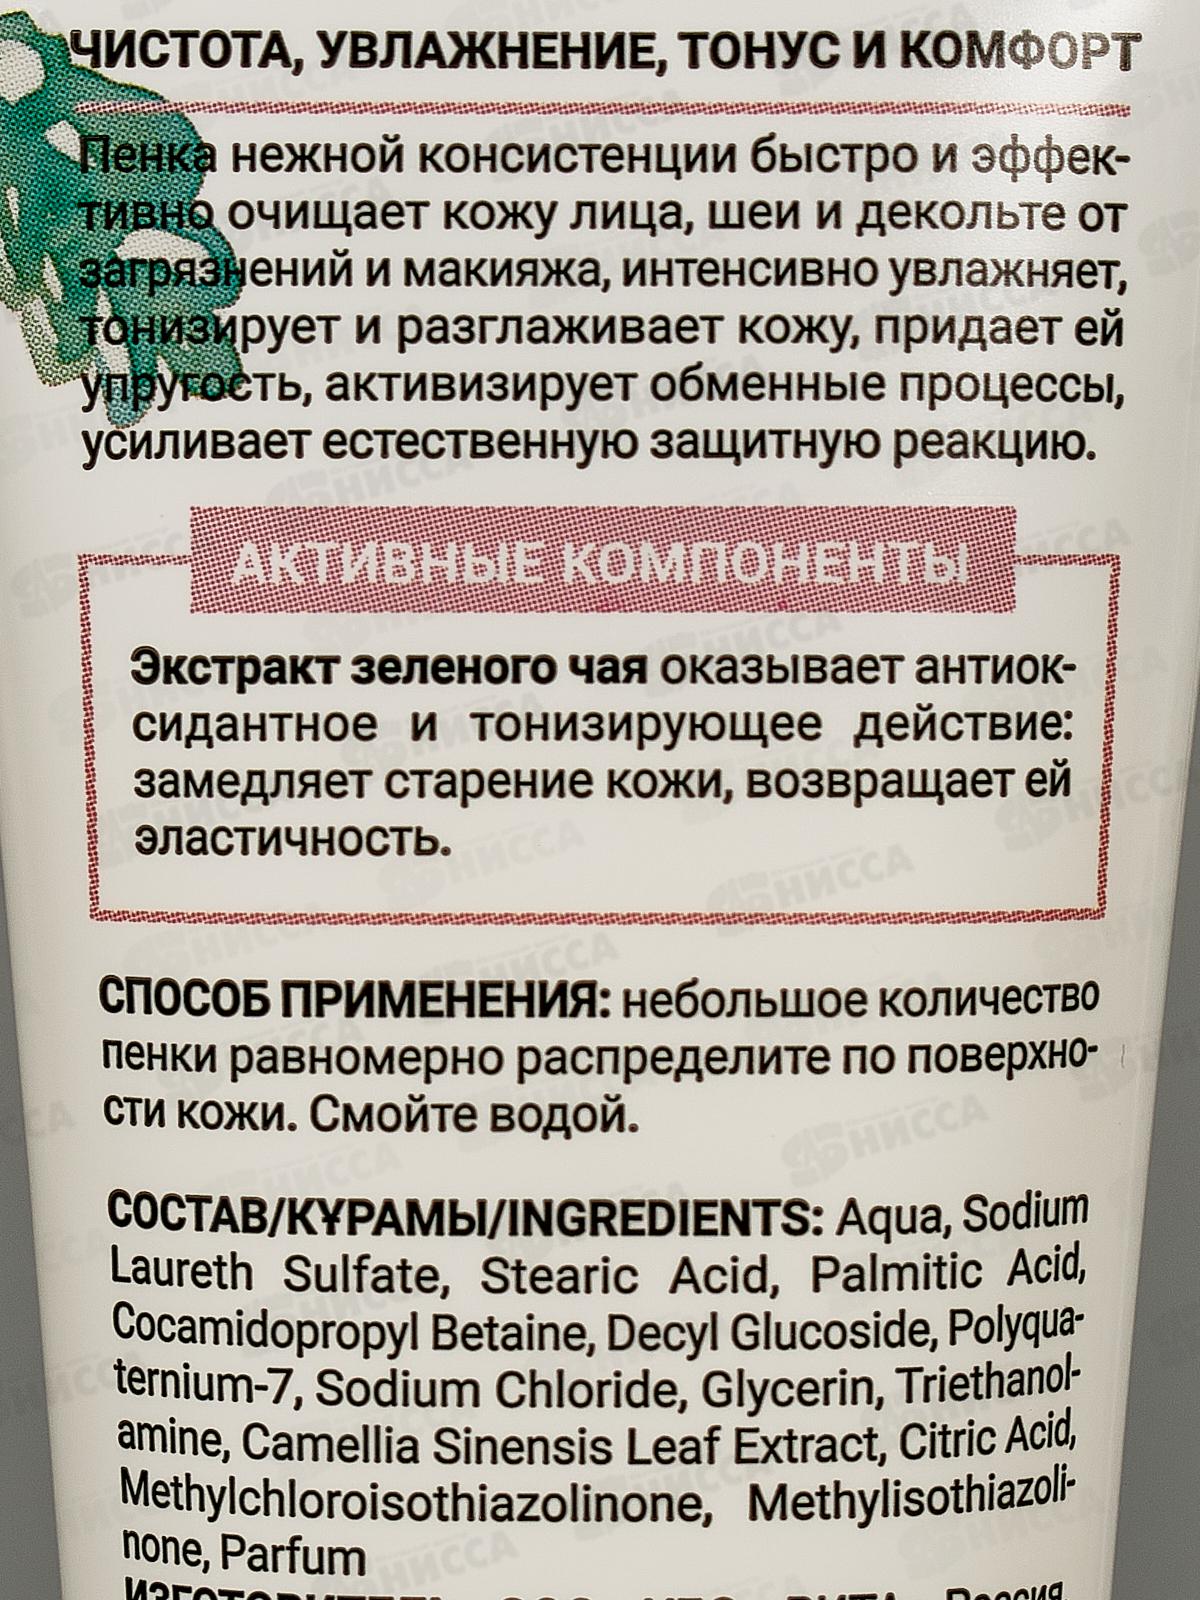 ЧИСТОТА, УВЛАЖНЕНИЕ, ТОНУС И КОМФОРТ
Пенка нежной консистенции быстро и эффек-
тивно очищает кожу лица, шеи и декольте от
загрязнений и макияжа, интенсивно увлажняет,
тонизирует и разглаживает кожу, придает ей
упругость, активизирует обменные процессы,
усиливает естественную защитную реакцию.
АКТИВНЫЕ КОМПОНЕНТЫ
Экстракт зеленого чая оказывает антиок-
сидантное и тонизирующее действие:
замедляет старение кожи, возвращает ей
эластичность.
СПОСОБ ПРИМЕНЕНИЯ: небольшое количество
пенки равномерно распределите по поверхно-
сти кожи. Смойте водой.
СОСТАВ/ҚҰРАМЫ/INGREDIENTS: Aqua, Sodium
Laureth Sulfate, Stearic Acid, Palmitic Acid,
Cocamidopropyl Betaine, Decyl Glucoside, Polyqua-
ternium-7, Sodium Chloride, Glycerin, Triethanol-
amine, Camellia Sinensis Leaf Extract, Citric Acid,
Methylchloroisothiazolinone, Methylisothiazoli-
none, Parfum
ИЗГОТОВИТЕЛЬ: ООО Россия,